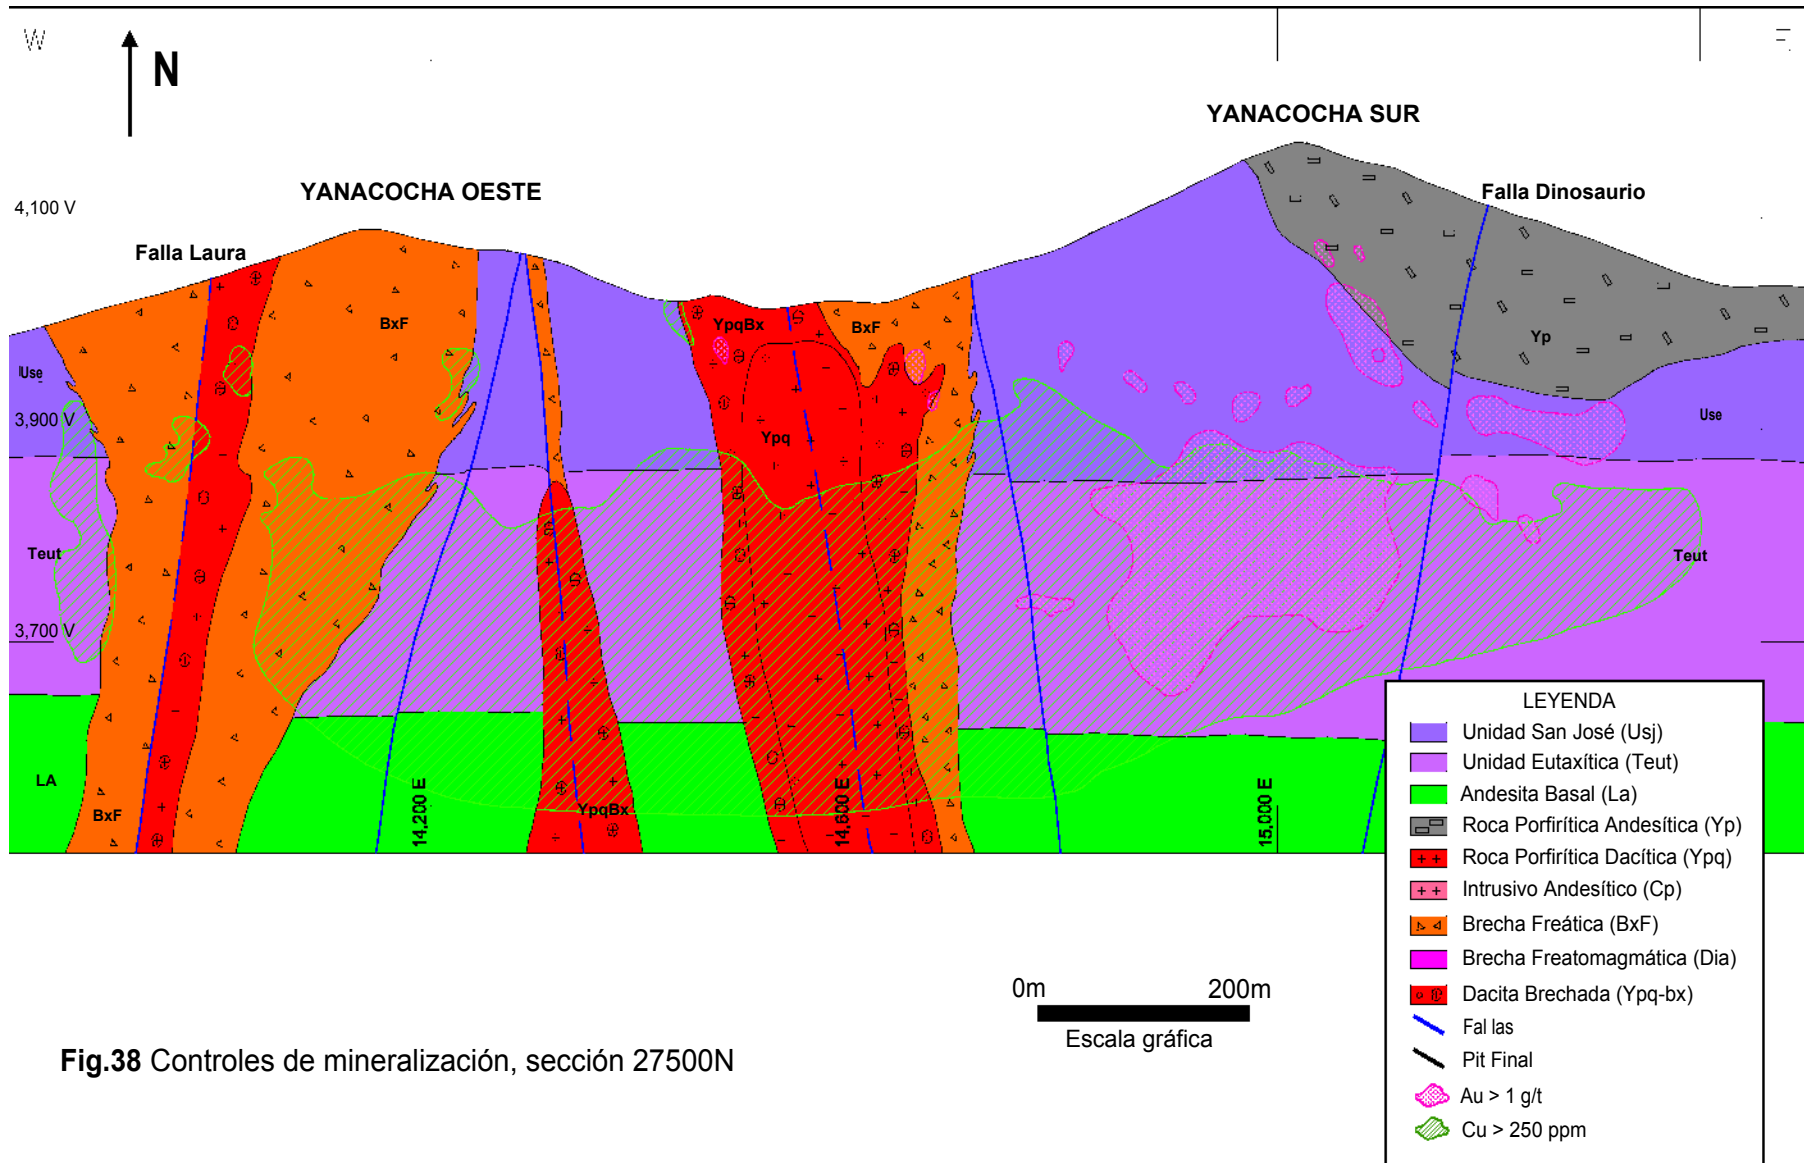 W
N
E
YANACOCHA SUR
YANACOCHA OESTE
Falla Dinosaurio
4,100 V
Falla Laura
BxF
YpqBx
BxF
Yp
Use
3,900 V
Use
Ypq
Teut
Teut
3,700 V
LA
BxF
YpqBx
14,200 E
14,600 E
15,000 E
LEYENDA
Unidad San José (Usj)
Unidad Eutaxítica (Teut)
Andesita Basal (La)
Roca Porfirítica Andesítica (Yp)
Roca Porfirítica Dacítica (Ypq)
Intrusivo Andesítico (Cp)
Brecha Freática (BxF)
Brecha Freatomagmática (Dia)
Dacita Brechada (Ypq-bx)
Fal las
Pit Final
Au > 1 g/t
Cu > 250 ppm
0m 200m
Escala gráfica
Fig.38 Controles de mineralización, sección 27500N